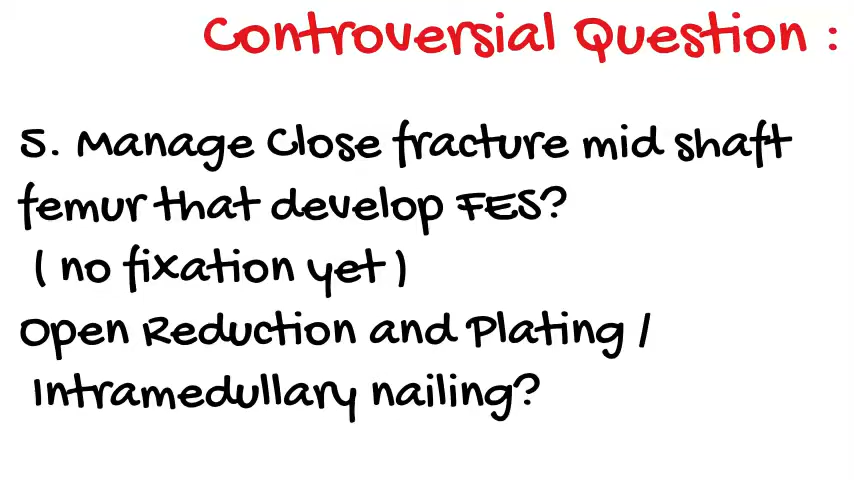 Controversial Question :
5. Manage Close fracture mid shaft
femur that develop FES?
( no fixation yet )
Open Reduction and Plating /
Intramedullary nailing?